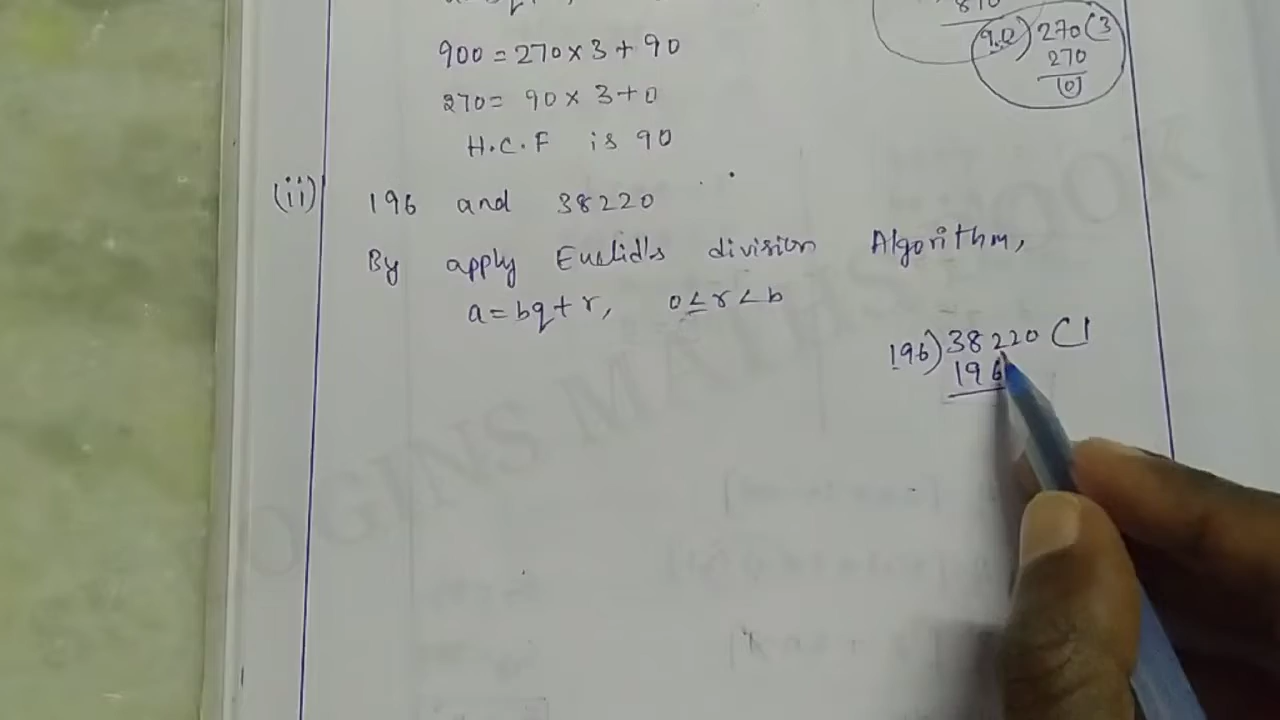 810
900 = 270 × 3 + 90
90) 270 (3
270
0
270 = 90 × 3 + 0
H.C.F is 90
(ii) 196 and 38220
By apply Euclid's division Algorithm,
a = bq + r, 0 ≤ r < b
196) 38220 (1
196